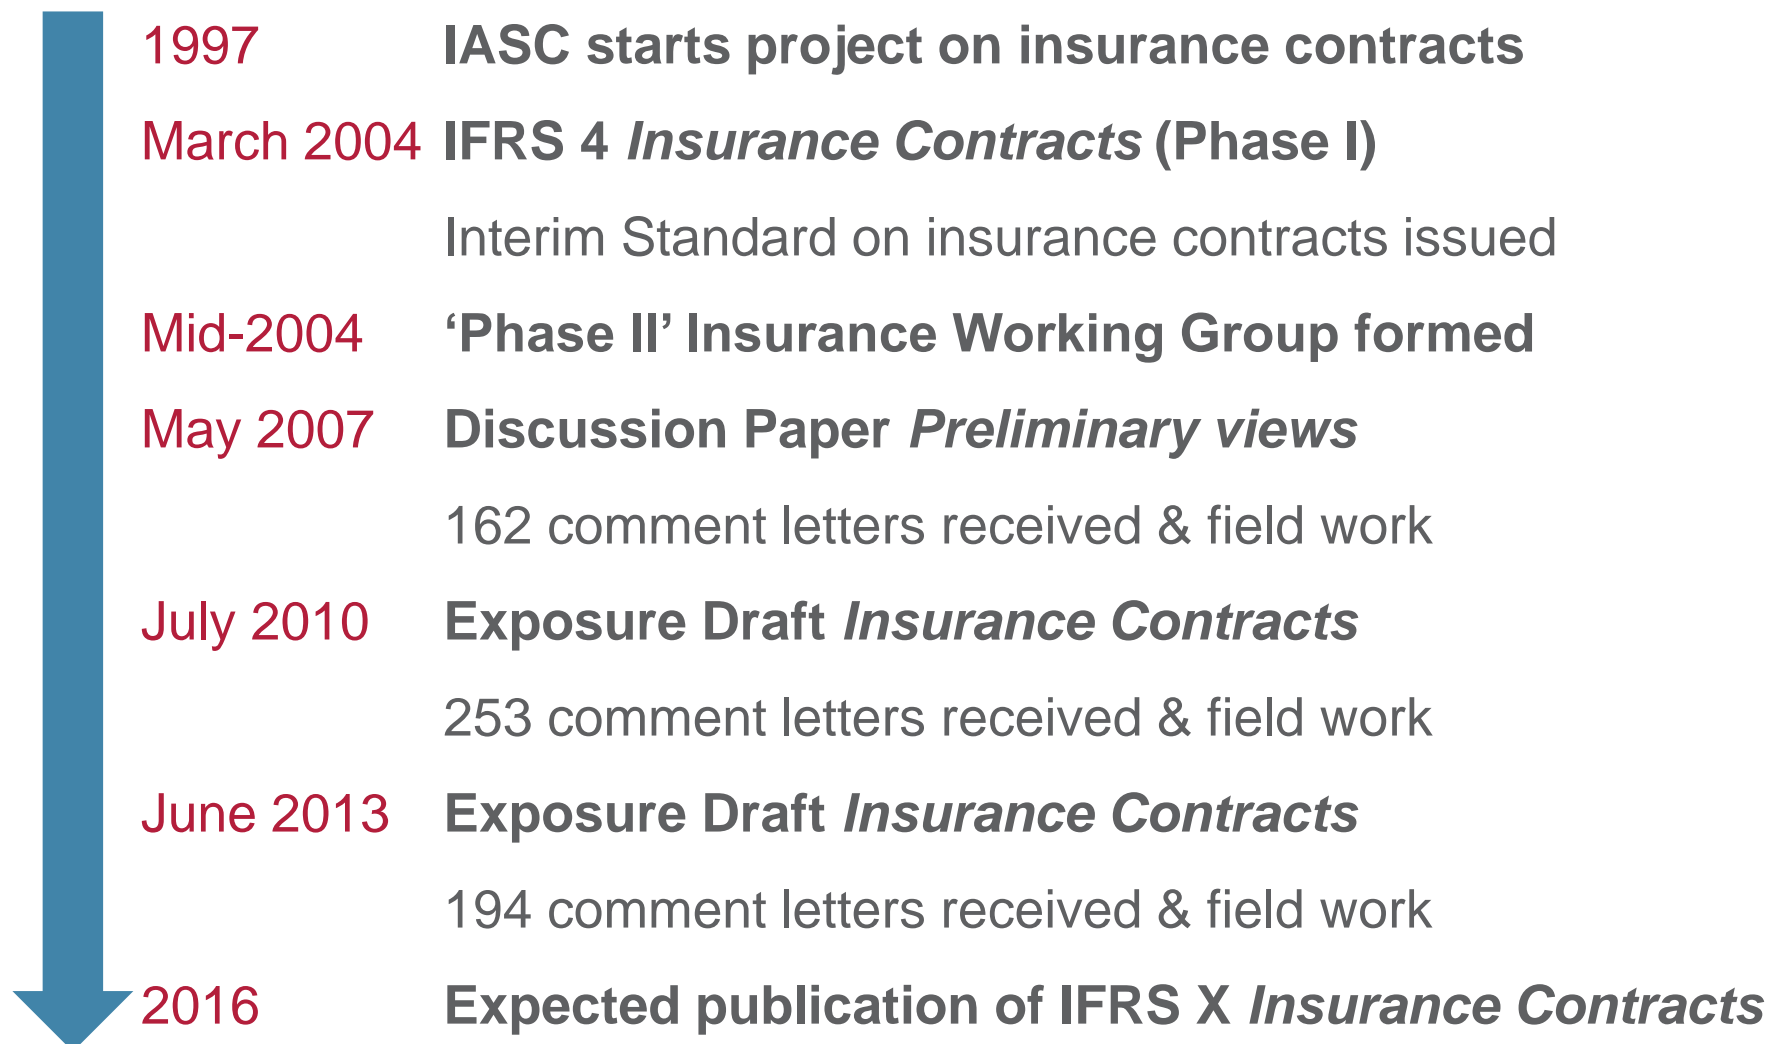 1997 IASC starts project on insurance contracts
March 2004 IFRS 4 Insurance Contracts (Phase I)
Interim Standard on insurance contracts issued
Mid-2004 ‘Phase II’ Insurance Working Group formed
May 2007 Discussion Paper Preliminary views
162 comment letters received & field work
July 2010 Exposure Draft Insurance Contracts
253 comment letters received & field work
June 2013 Exposure Draft Insurance Contracts
194 comment letters received & field work
2016 Expected publication of IFRS X Insurance Contracts